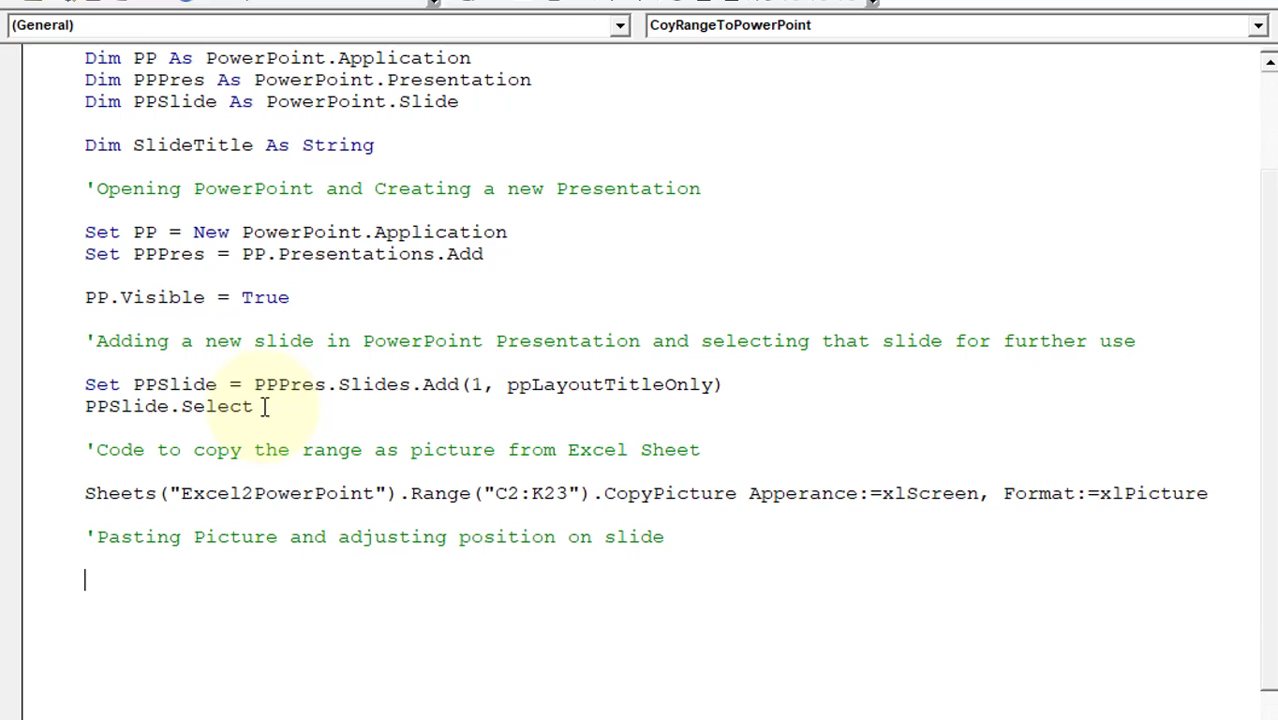 (General)
CoyRangeToPowerPoint
Dim PP As PowerPoint.Application
Dim PPPres As PowerPoint.Presentation
Dim PPSlide As PowerPoint.Slide
Dim SlideTitle As String
'Opening PowerPoint and Creating a new Presentation
Set PP = New PowerPoint.Application
Set PPPres = PP.Presentations.Add
PP.Visible = True
'Adding a new slide in PowerPoint Presentation and selecting that slide for further use
Set PPSlide = PPPres.Slides.Add(1, ppLayoutTitleOnly)
PPSlide.Select
'Code to copy the range as picture from Excel Sheet
Sheets("Excel2PowerPoint").Range("C2:K23").CopyPicture Apperance:=xlScreen, Format:=xlPicture
'Pasting Picture and adjusting position on slide